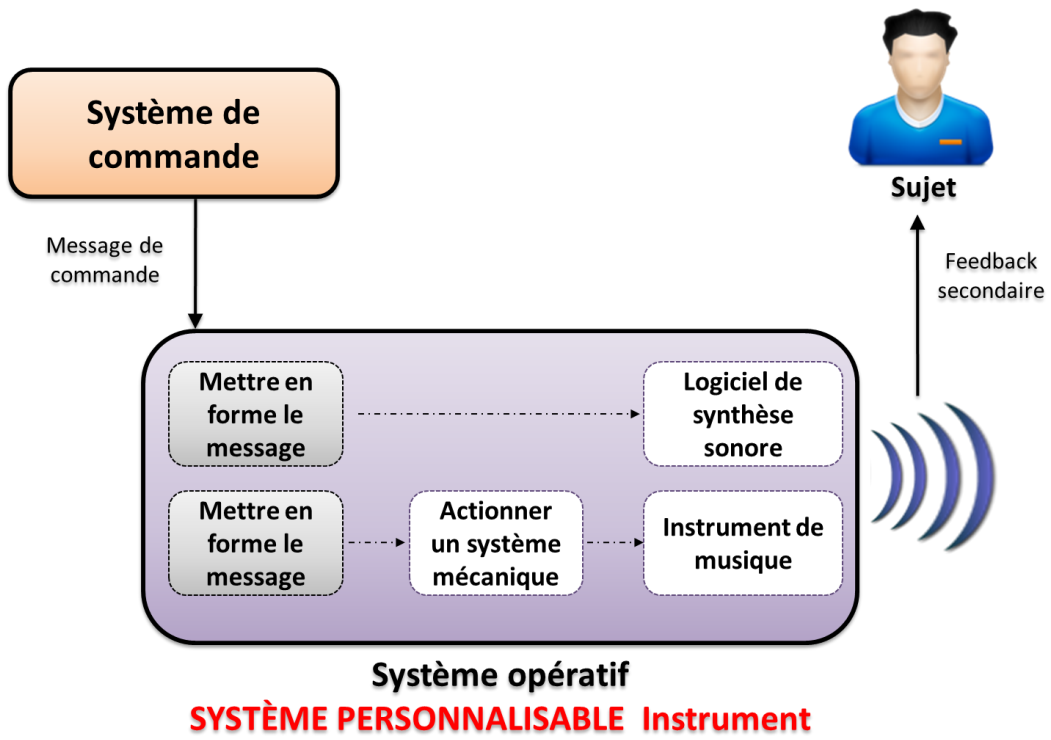 Système de
commande
Sujet
Message de
commande
Feedback
secondaire
Mettre en
forme le
message
Logiciel de
synthèse
sonore
Mettre en
forme le
message
Actionner
un système
mécanique
Instrument de
musique
Système opératif
SYSTÈME PERSONNALISABLE Instrument